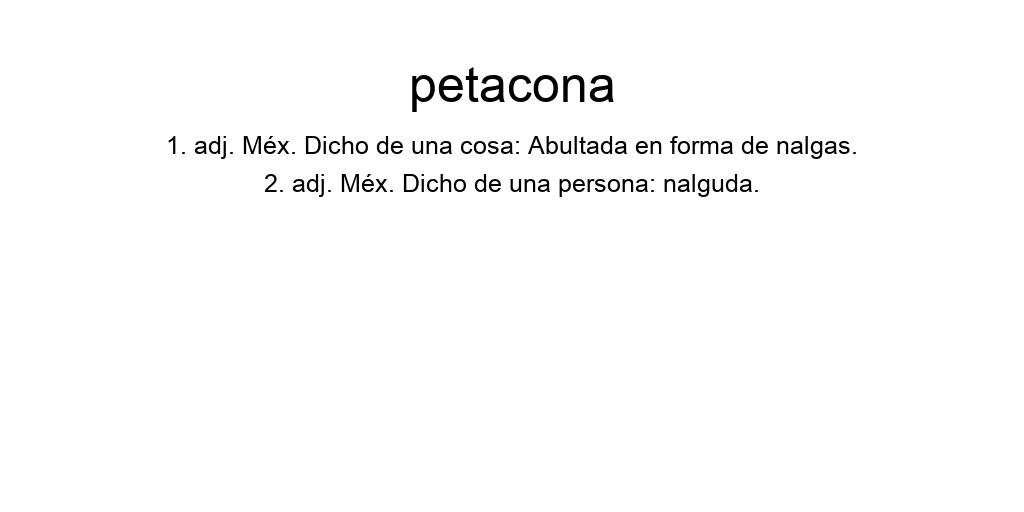 petacona
1. adj. Méx. Dicho de una cosa: Abultada en forma de nalgas.
2. adj. Méx. Dicho de una persona: nalguda.